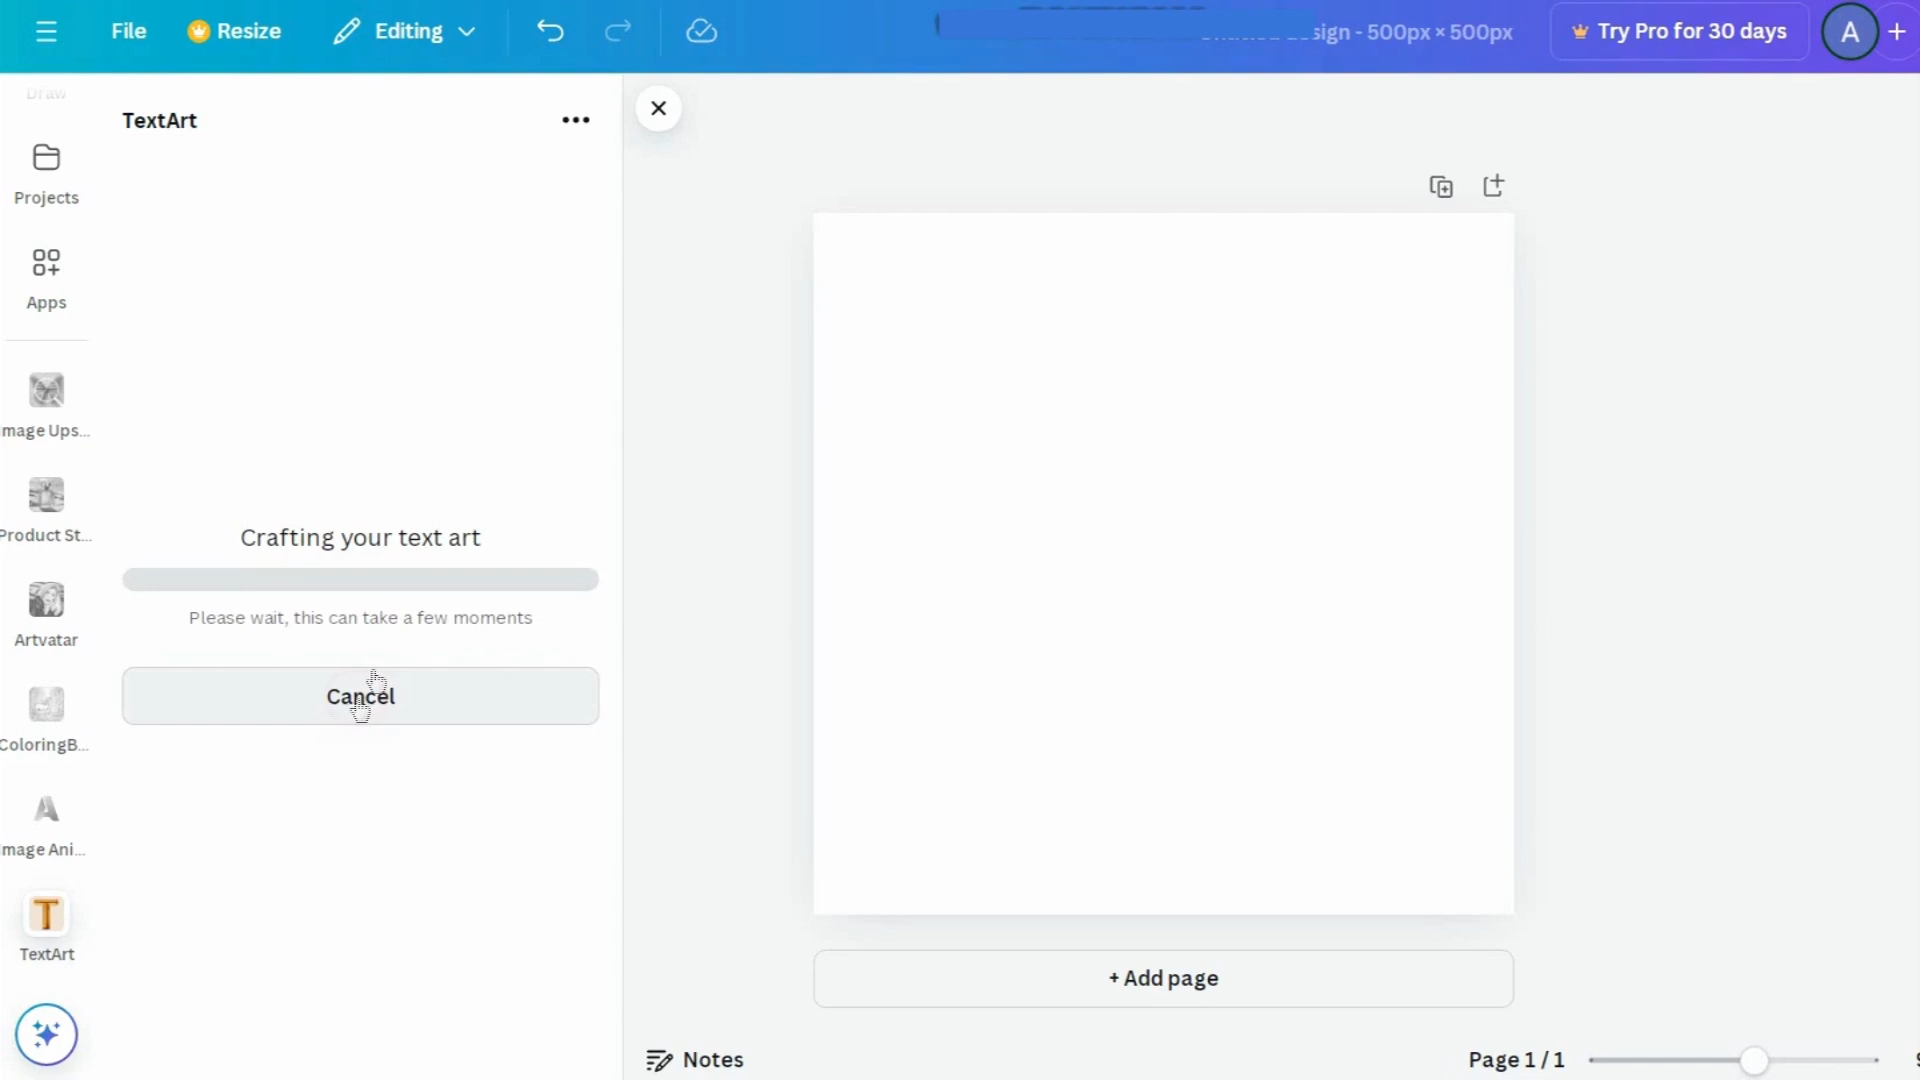 File
Resize
Editing
sign - 500px × 500px
Try Pro for 30 days
A
+
Draw
Projects
Apps
mage Ups...
Product St...
Artvatar
ColoringB...
mage Ani...
T
TextArt
TextArt
Crafting your text art
Please wait, this can take a few moments
Cancel
+ Add page
Notes
Page 1 / 1